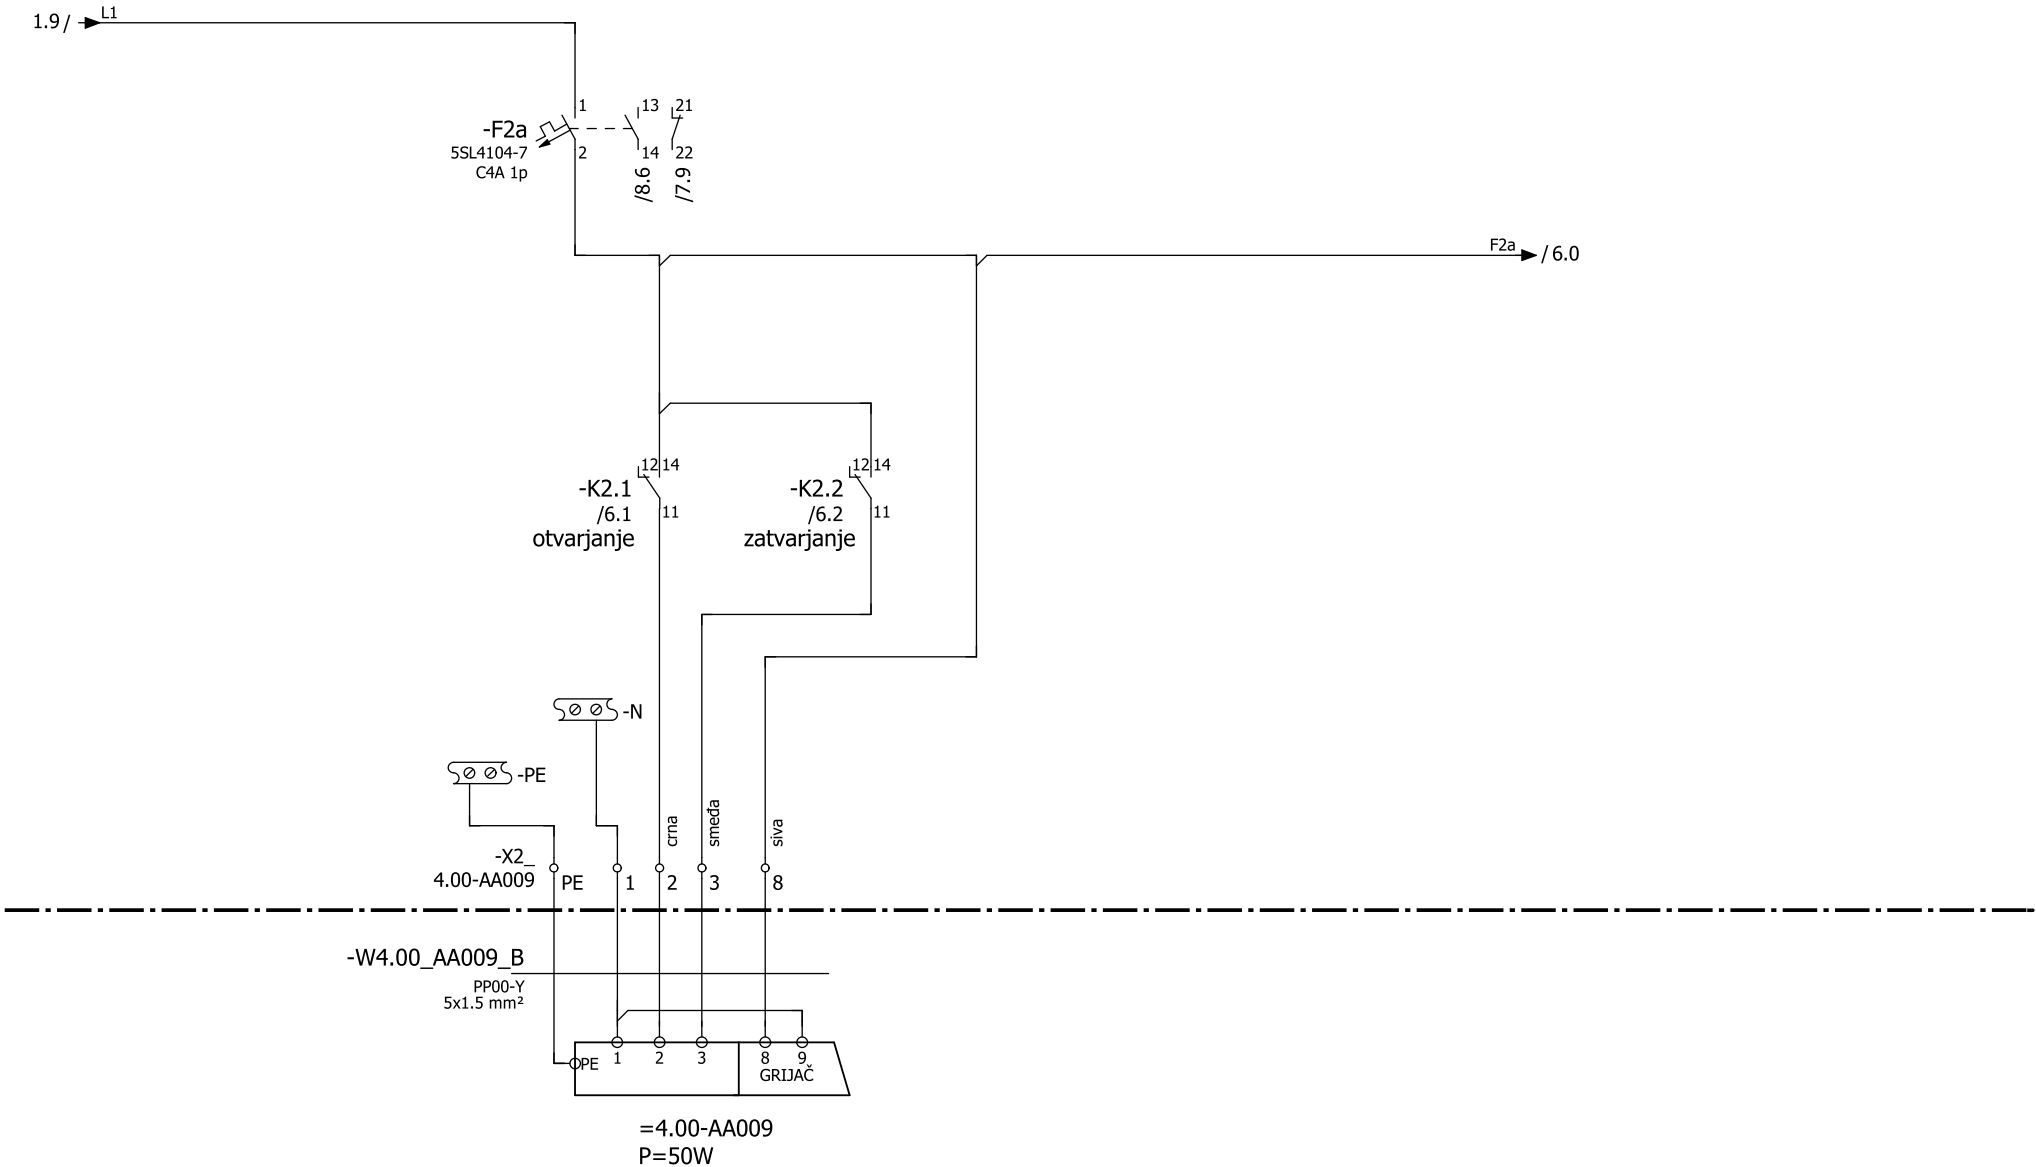 1.9 /
L1
1
13
21
-F2a
5SL4104-7
C4A 1p
2
14
22
/8.6
/7.9
F2a
/ 6.0
12 14
-K2.1
/6.1
11
otvarjanje
12 14
-K2.2
/6.2
11
zatvarjanje
-N
-PE
crna
smeđa
siva
-X2_
4.00-AA009
PE
1
2
3
8
-W4.00_AA009_B
PP00-Y
5x1.5 mm²
PE
1
2
3
8
9
GRIJAČ
=4.00-AA009
P=50W